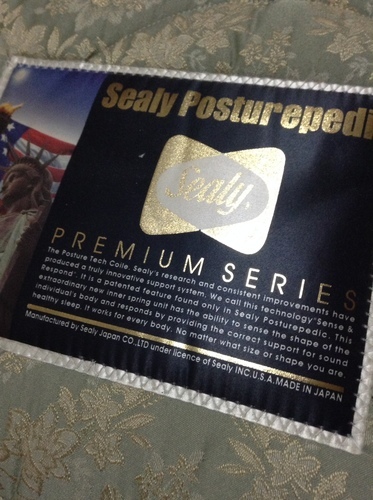 Sealy Posturepedi
Sealy
PREMIUM SERIES
The Posture Tech Coile. Sealy's research and consistent improvements have
produced a truly innovative support system. We call this technology"Sense &
Respond". It is a patented feature found only in Sealy Posturepedic. This
extraordinary new inner spring unit has the ability to sense the shape of the
individual's body and responds by providing the correct support for sound
healthy sleep. It works for every body. No matter what size or shape you are.
Manufactured by Sealy Japan CO.,LTD under licence of Sealy INC.U.S.A.MADE IN JAPAN